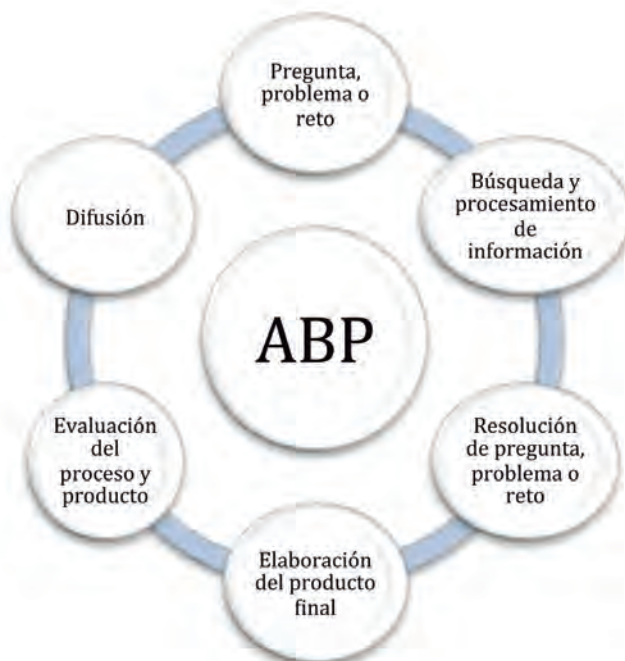 Pregunta,
problema o
reto
Búsqueda y
procesamiento
de
información
Resolución
de pregunta,
problema o
reto
Elaboración
del producto
final
Evaluación
del
proceso y
producto
Difusión
ABP